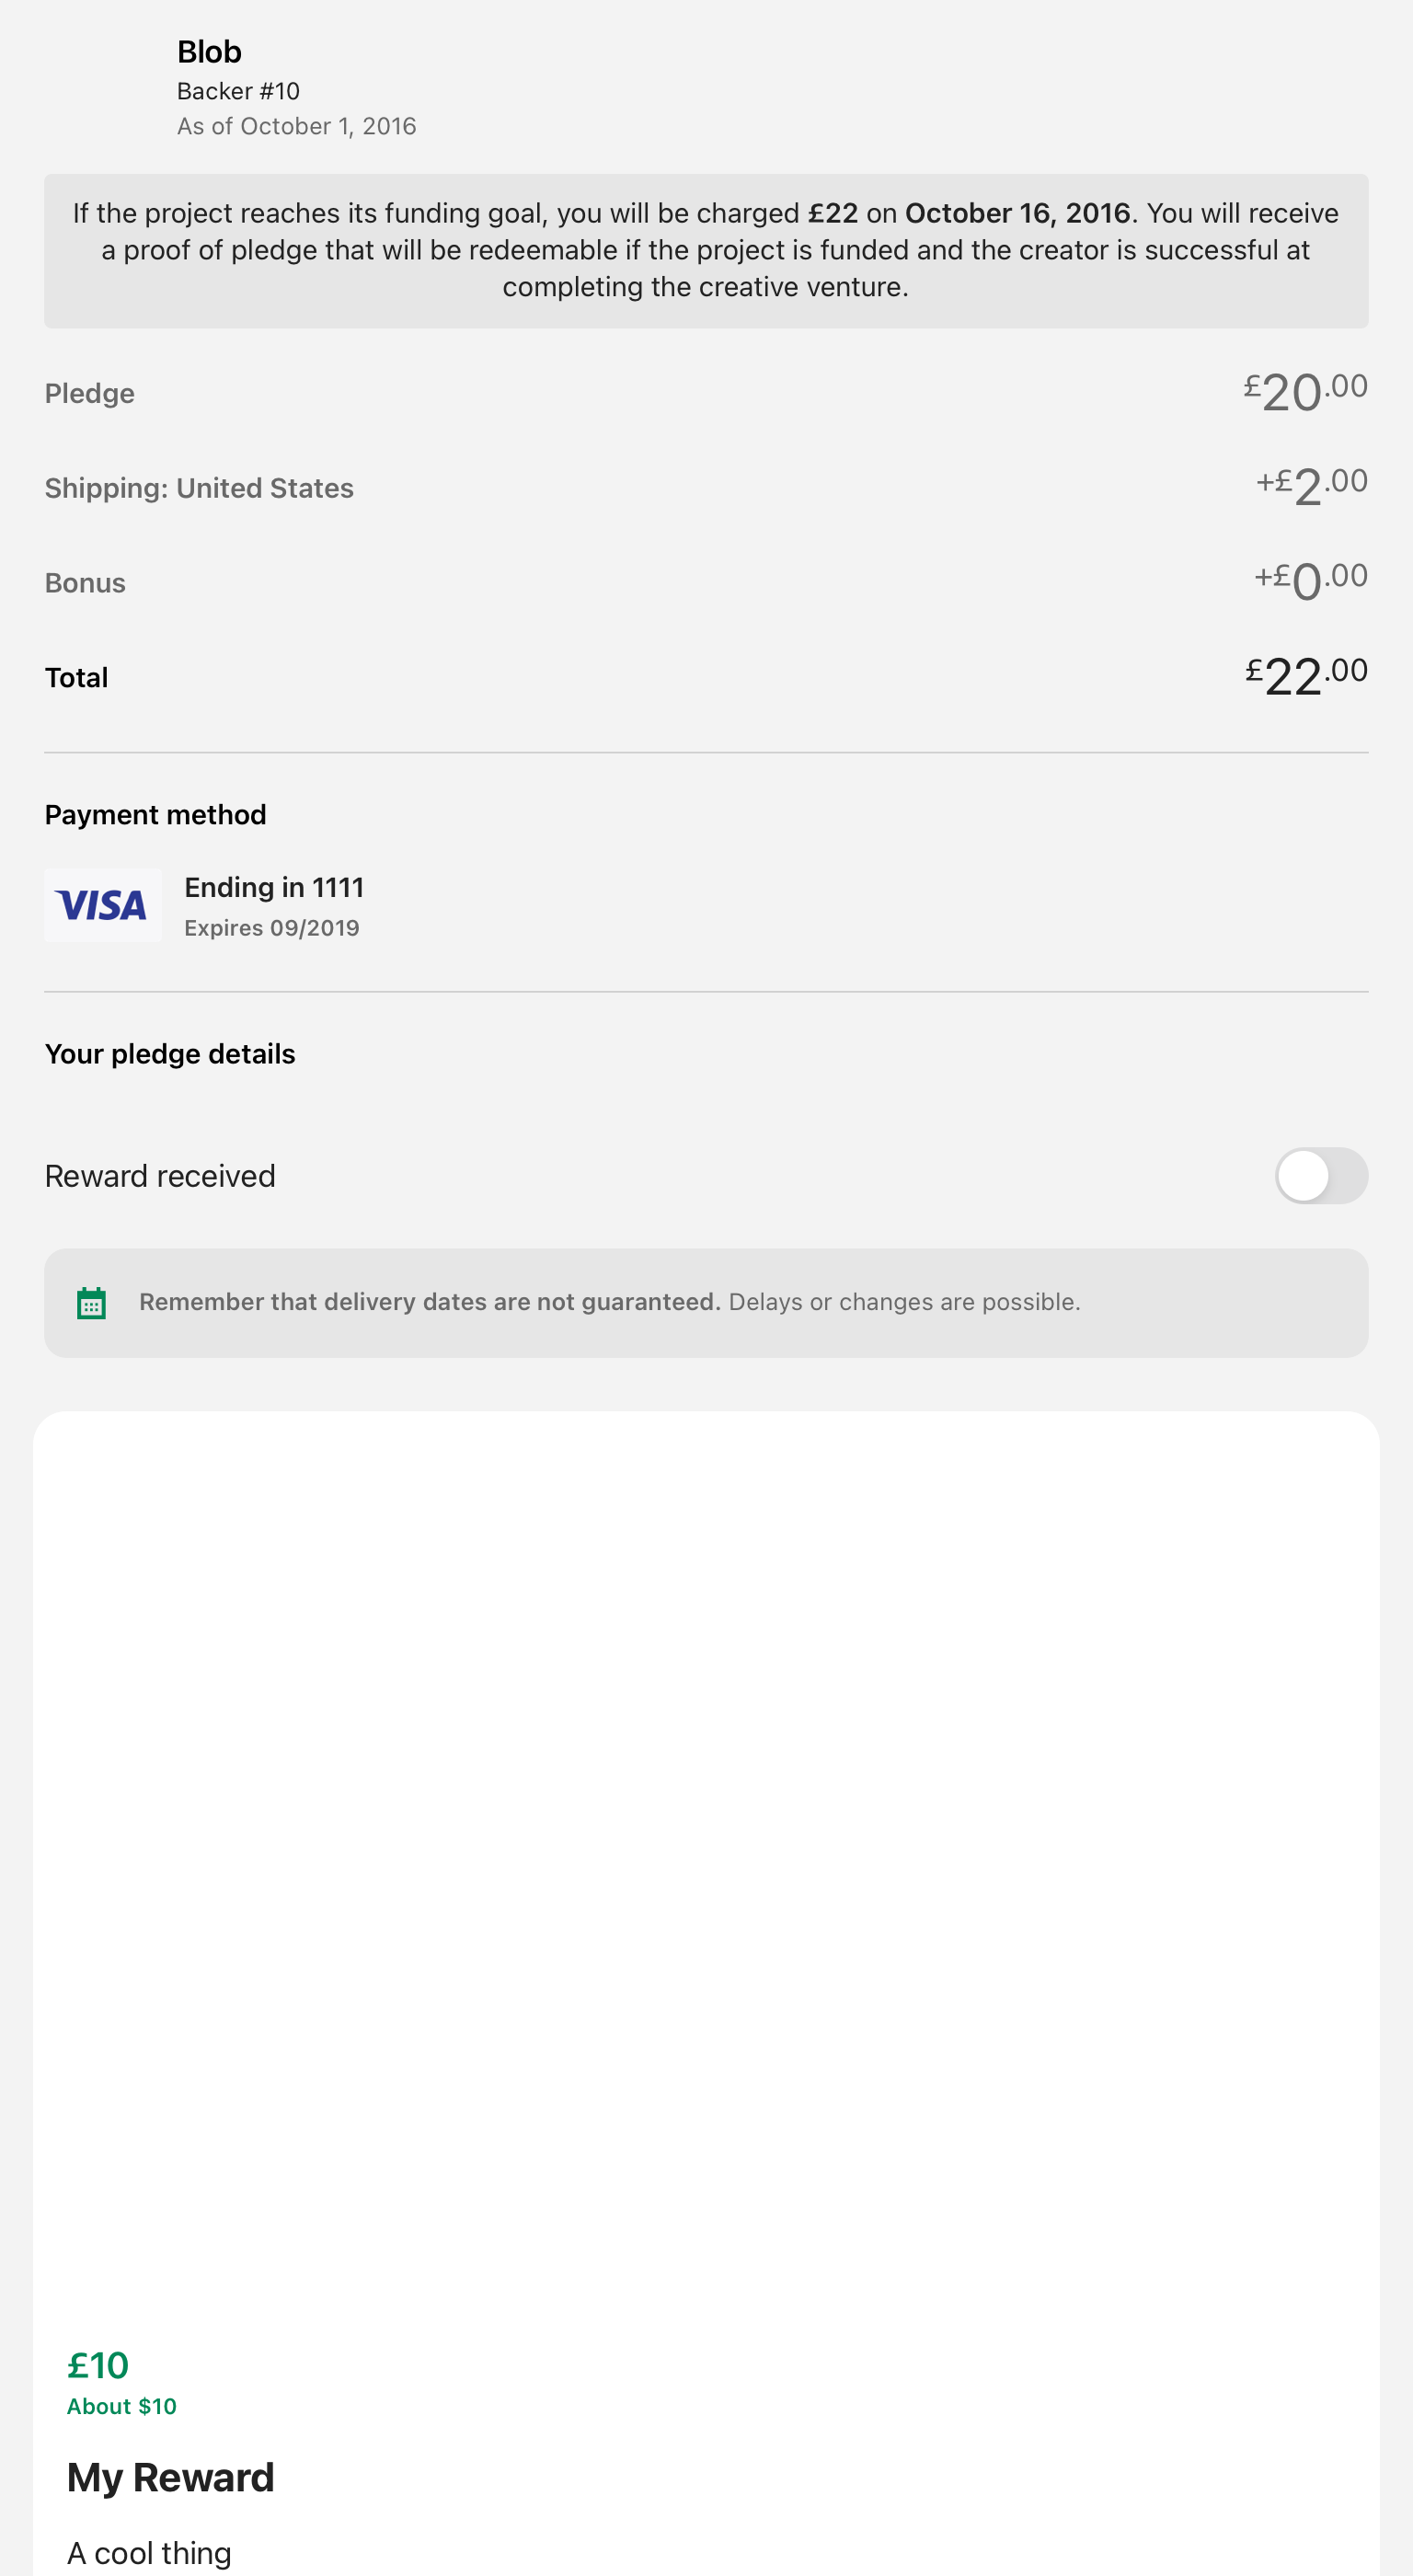 Blob
Backer #10
As of October 1, 2016
If the project reaches its funding goal, you will be charged £22 on October 16, 2016. You will receive
a proof of pledge that will be redeemable if the project is funded and the creator is successful at
completing the creative venture.
Pledge £20.00
Shipping: United States +£2.00
Bonus +£0.00
Total £22.00
Payment method
VISA
Ending in 1111
Expires 09/2019
Your pledge details
Reward received
Remember that delivery dates are not guaranteed. Delays or changes are possible.
£10
About $10
My Reward
A cool thing